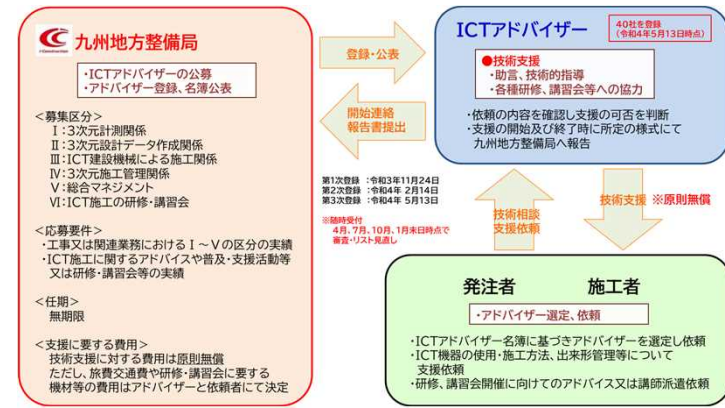 九州地方整備局
・ICTアドバイザーの公募
・アドバイザー登録、名簿公表
<募集区分>
Ⅰ:3次元計測関係
Ⅱ:3次元設計データ作成関係
Ⅲ:ICT建設機械による施工関係
Ⅳ:3次元施工管理関係
Ⅴ:総合マネジメント
Ⅵ:ICT施工の研修・講習会
<応募要件>
・工事又は関連業務におけるⅠ~Ⅴの区分の実績
・ICT施工に関するアドバイスや普及・支援活動等
又は研修・講習会等の実績
<任期>
無期限
<支援に要する費用>
技術支援に対する費用は原則無償
ただし、旅費交通費や研修・講習会に要する
機材等の費用はアドバイザーと依頼者にて決定
登録・公表
開始連絡
報告書提出
第1次登録 :令和3年11月24日
第2次登録 :令和4年 2月14日
第3次登録 :令和4年 5月13日
※随時受付
4月、7月、10月、1月末日時点で
審査・リスト見直し
ICTアドバイザー
40社を登録
(令和4年5月13日時点)
●技術支援
・助言、技術的指導
・各種研修、講習会等への協力
・依頼の内容を確認し支援の可否を判断
・支援の開始及び終了時に所定の様式にて
九州地方整備局へ報告
技術相談
支援依頼
技術支援 ※原則無償
発注者 施工者
・アドバイザー選定、依頼
・ICTアドバイザー名簿に基づきアドバイザーを選定し依頼
・ICT機器の使用・施工方法、出来形管理等について
支援依頼
・研修、講習会開催に向けてのアドバイス又は講師派遣依頼